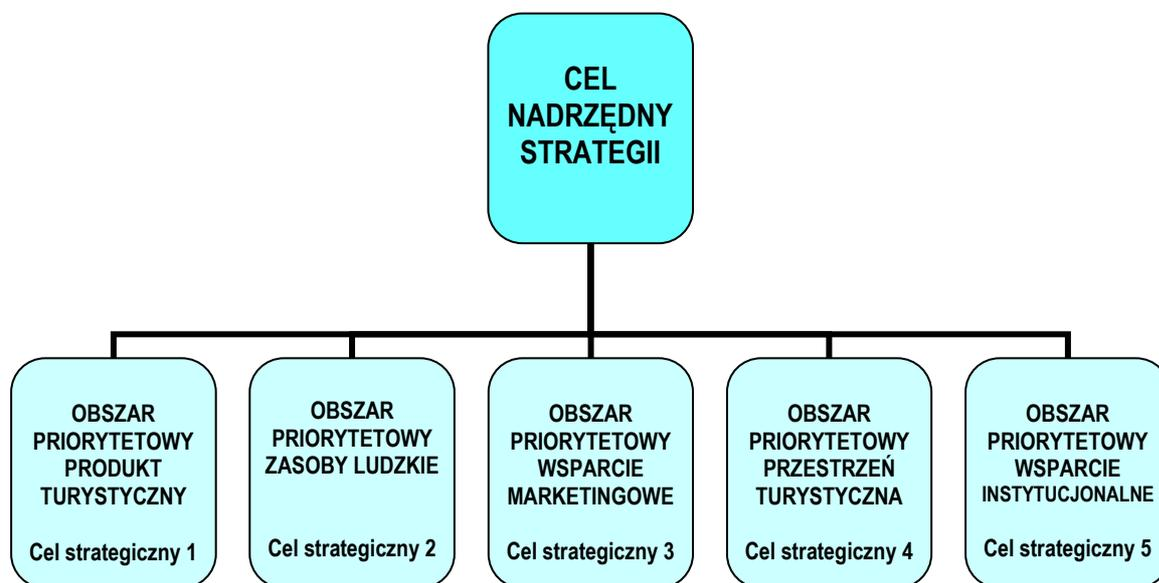 CEL
NADRZĘDNY
STRATEGII
OBSZAR
PRIORYTETOWY
PRODUKT
TURYSTYCZNY
Cel strategiczny 1
OBSZAR
PRIORYTETOWY
ZASOBY LUDZKIE
Cel strategiczny 2
OBSZAR
PRIORYTETOWY
WSPARCIE
MARKETINGOWE
Cel strategiczny 3
OBSZAR
PRIORYTETOWY
PRZESTRZEŃ
TURYSTYCZNA
Cel strategiczny 4
OBSZAR
PRIORYTETOWY
WSPARCIE
INSTYTUCJONALNE
Cel strategiczny 5